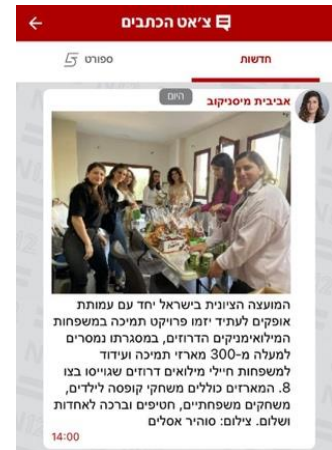 צ'אט הכתבים
חדשות
ספורט 5
היום
אביבית מיסניקוב
המועצה הציונית בישראל יחד עם עמותת
אופקים לעתיד יזמו פרויקט תמיכה במשפחות
המילואימניקים הדרוזים, במסגרתו נמסרים
למעלה מ-300 מארזי תמיכה ועידוד
למשפחות חיילי מילואים דרוזים שגויסו בצו
8. המארזים כוללים משחקי קופסה לילדים,
משחקים משפחתיים, חטיפים וברכה לאחדות
ושלום. צילום: סוהיר אסלים
14:00